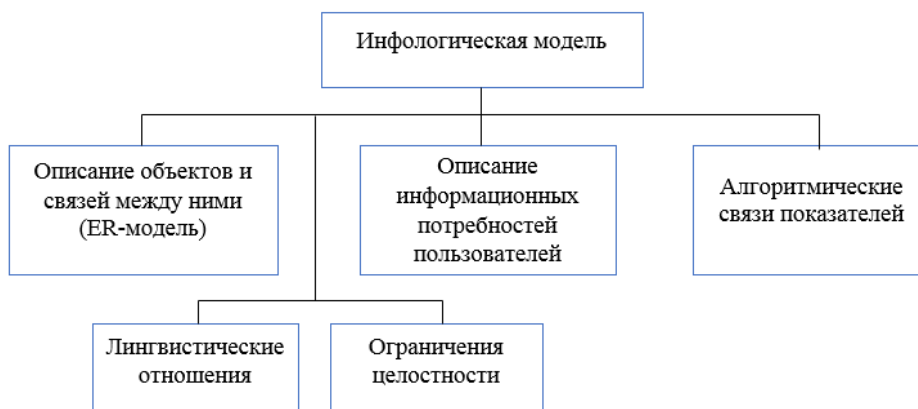 Инфологическая модель
Описание объектов и
связей между ними
(ER-модель)
Описание
информационных
потребностей
пользователей
Алгоритмические
связи показателей
Лингвистические
отношения
Ограничения
целостности